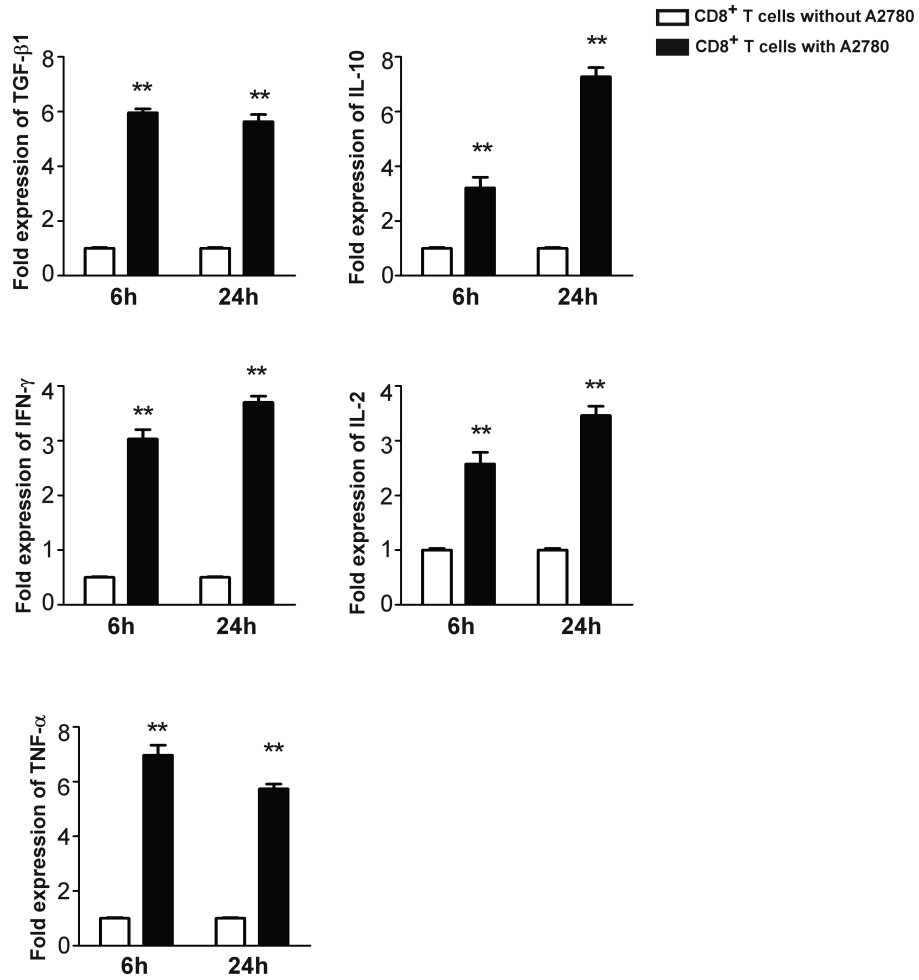 CD8+ T cells without A2780
CD8+ T cells with A2780
Fold expression of TGF-β1
8
6
4
2
0
**
**
6h
24h
Fold expression of IL-10
8
6
4
2
0
**
**
6h
24h
Fold expression of IFN-γ
4
3
2
1
0
**
**
6h
24h
Fold expression of IL-2
4
3
2
1
0
**
**
6h
24h
Fold expression of TNF-α
8
6
4
2
0
**
**
6h
24h